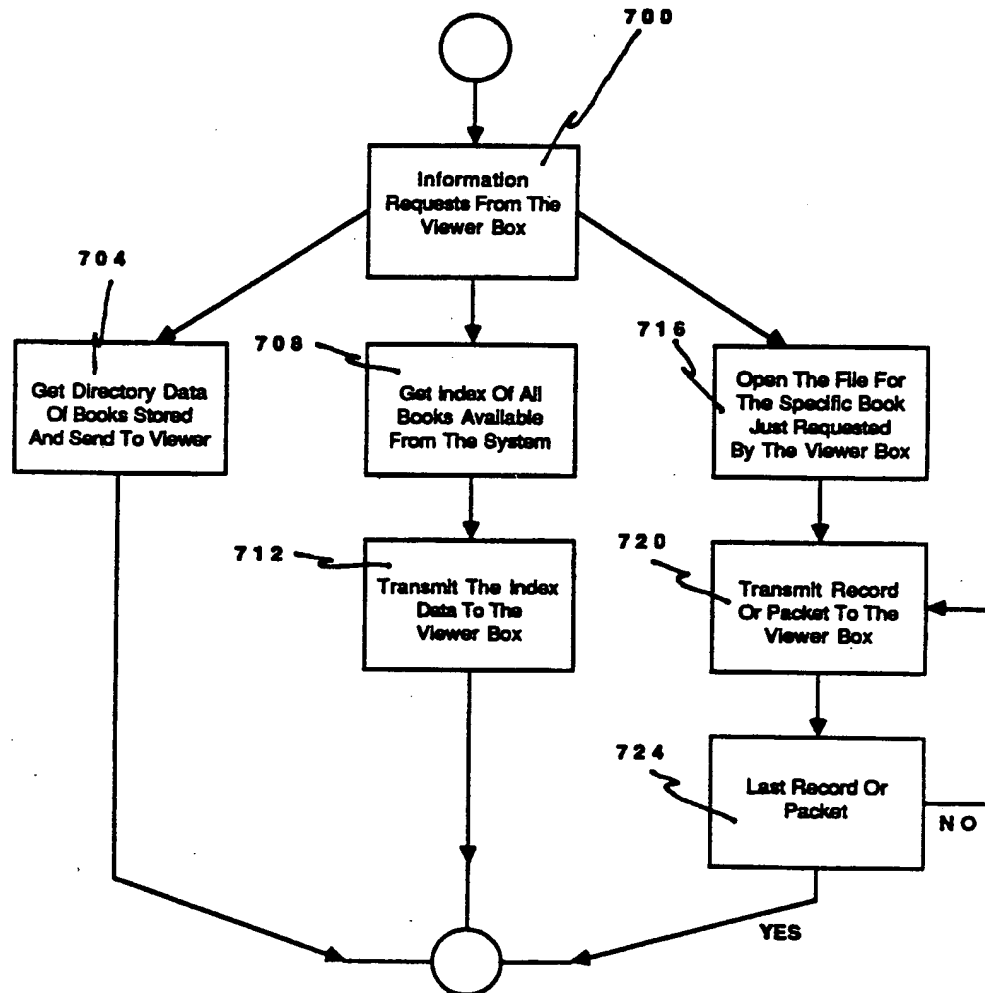 700
Information
Requests From The
Viewer Box
704
Get Directory Data
Of Books Stored
And Send To Viewer
708
Get Index Of All
Books Available
From The System
712
Transmit The Index
Data To The
Viewer Box
716
Open The File For
The Specific Book
Just Requested
By The Viewer Box
720
Transmit Record
Or Packet To The
Viewer Box
724
Last Record Or
Packet
NO
YES